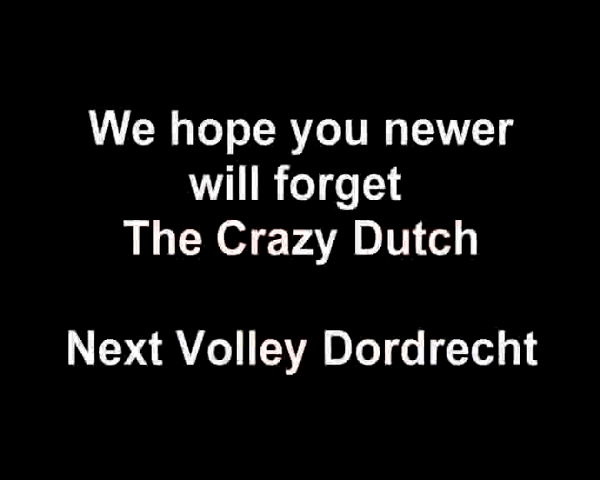 We hope you newer
will forget
The Crazy Dutch
Next Volley Dordrecht